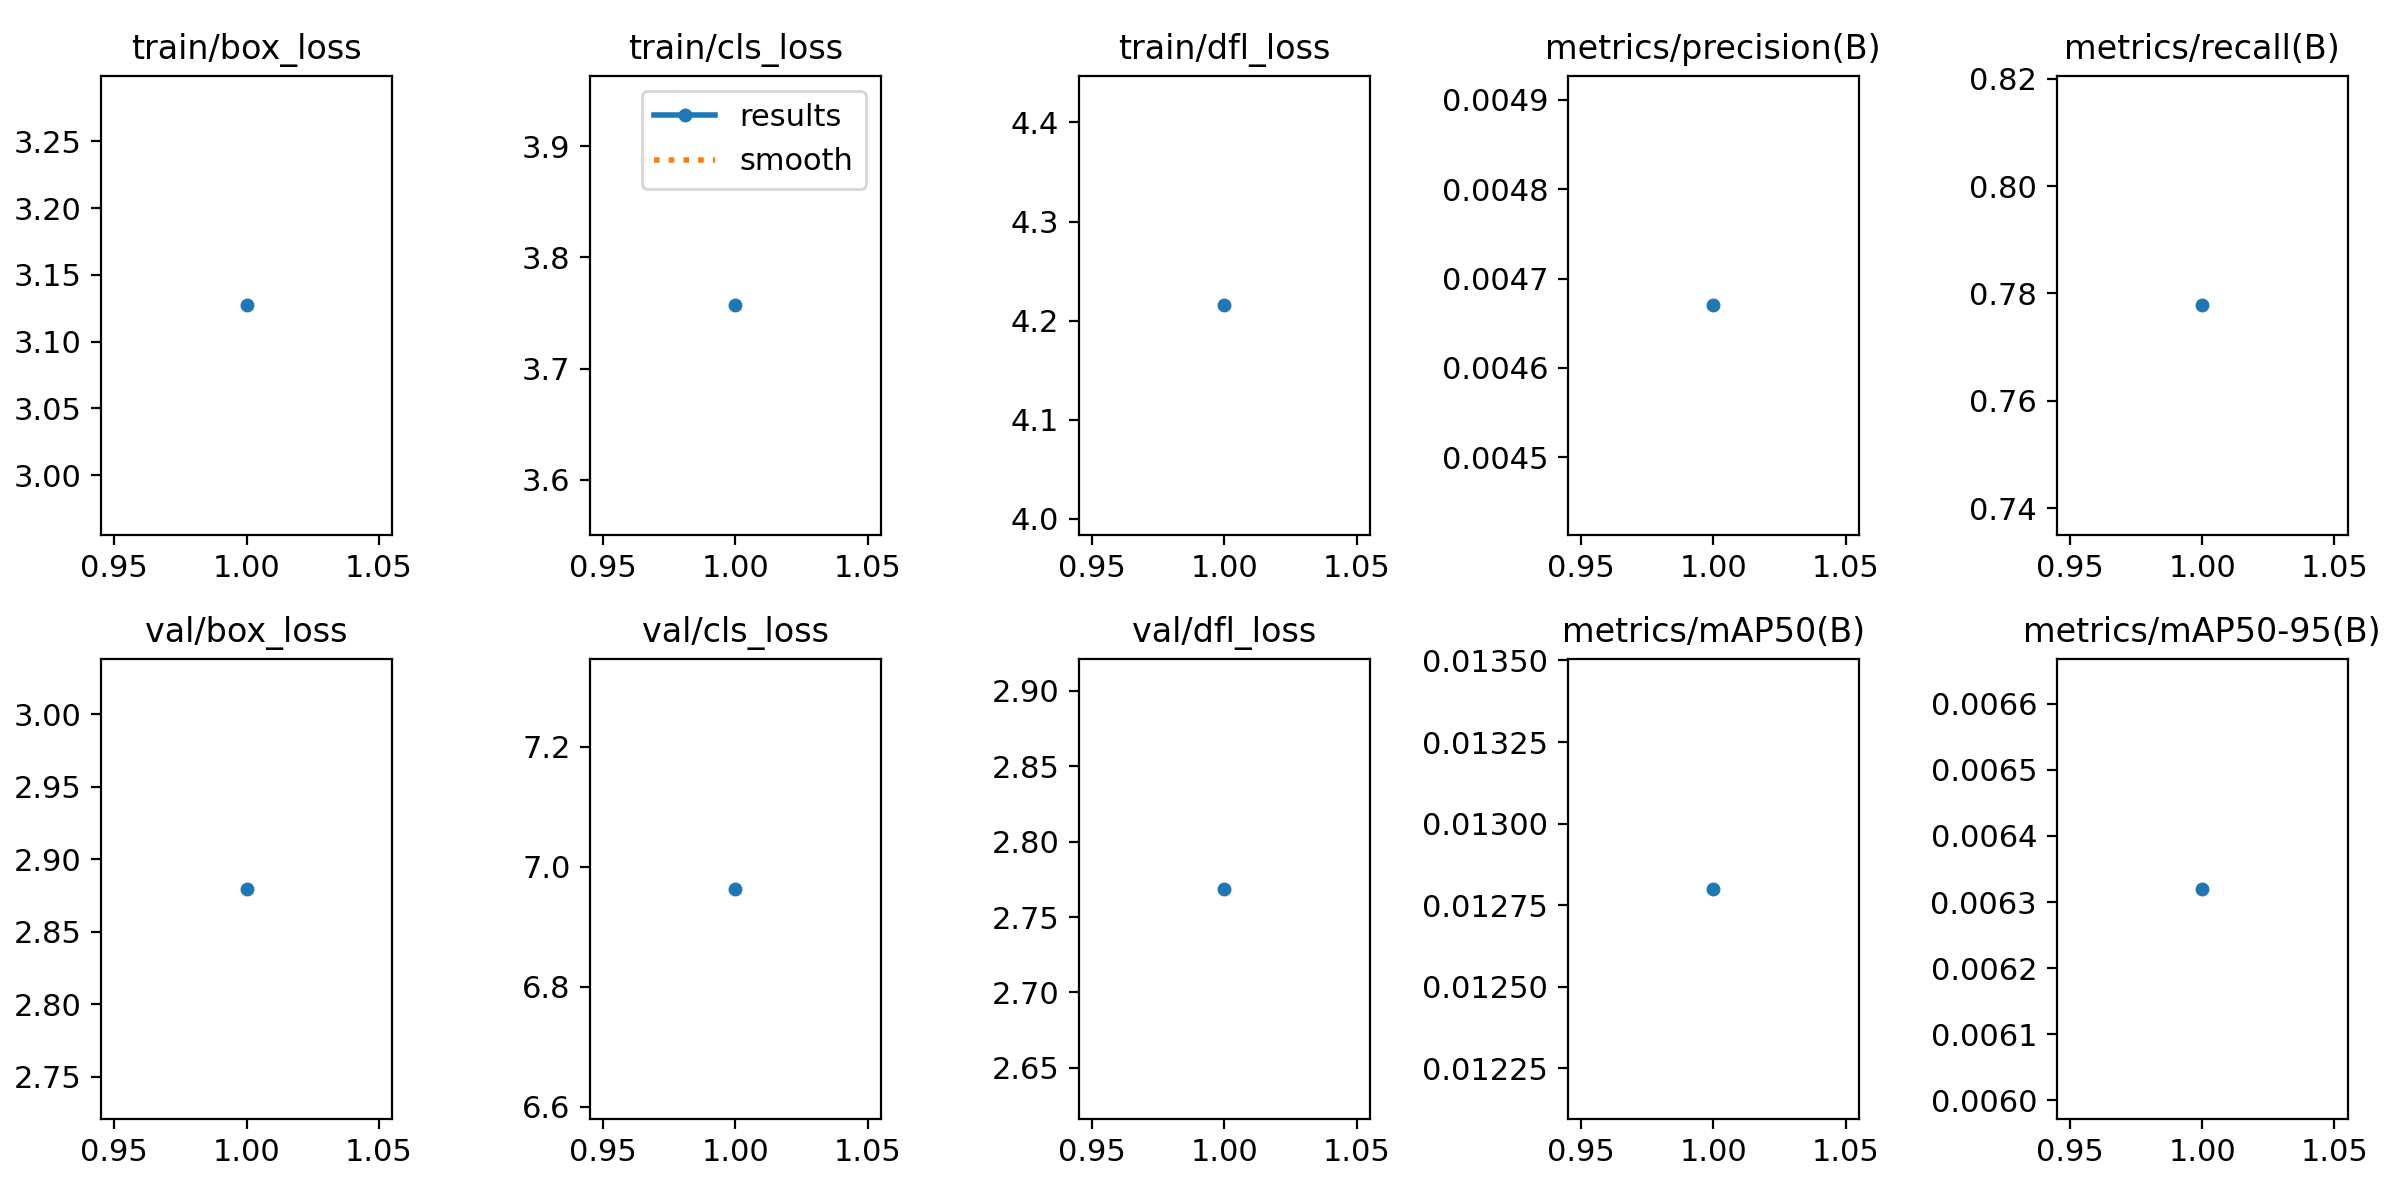 train/box_loss
train/cls_loss
train/dfl_loss
metrics/precision(B)
metrics/recall(B)
3.25
3.20
3.15
3.10
3.05
3.00
0.95 1.00 1.05
results
smooth
3.9
3.8
3.7
3.6
0.95 1.00 1.05
4.4
4.3
4.2
4.1
4.0
0.95 1.00 1.05
0.0049
0.0048
0.0047
0.0046
0.0045
0.95 1.00 1.05
0.82
0.80
0.78
0.76
0.74
0.95 1.00 1.05
val/box_loss
val/cls_loss
val/dfl_loss
metrics/mAP50(B)
metrics/mAP50-95(B)
3.00
2.95
2.90
2.85
2.80
2.75
0.95 1.00 1.05
7.2
7.0
6.8
6.6
0.95 1.00 1.05
2.90
2.85
2.80
2.75
2.70
2.65
0.95 1.00 1.05
0.01350
0.01325
0.01300
0.01275
0.01250
0.01225
0.95 1.00 1.05
0.0066
0.0065
0.0064
0.0063
0.0062
0.0061
0.0060
0.95 1.00 1.05